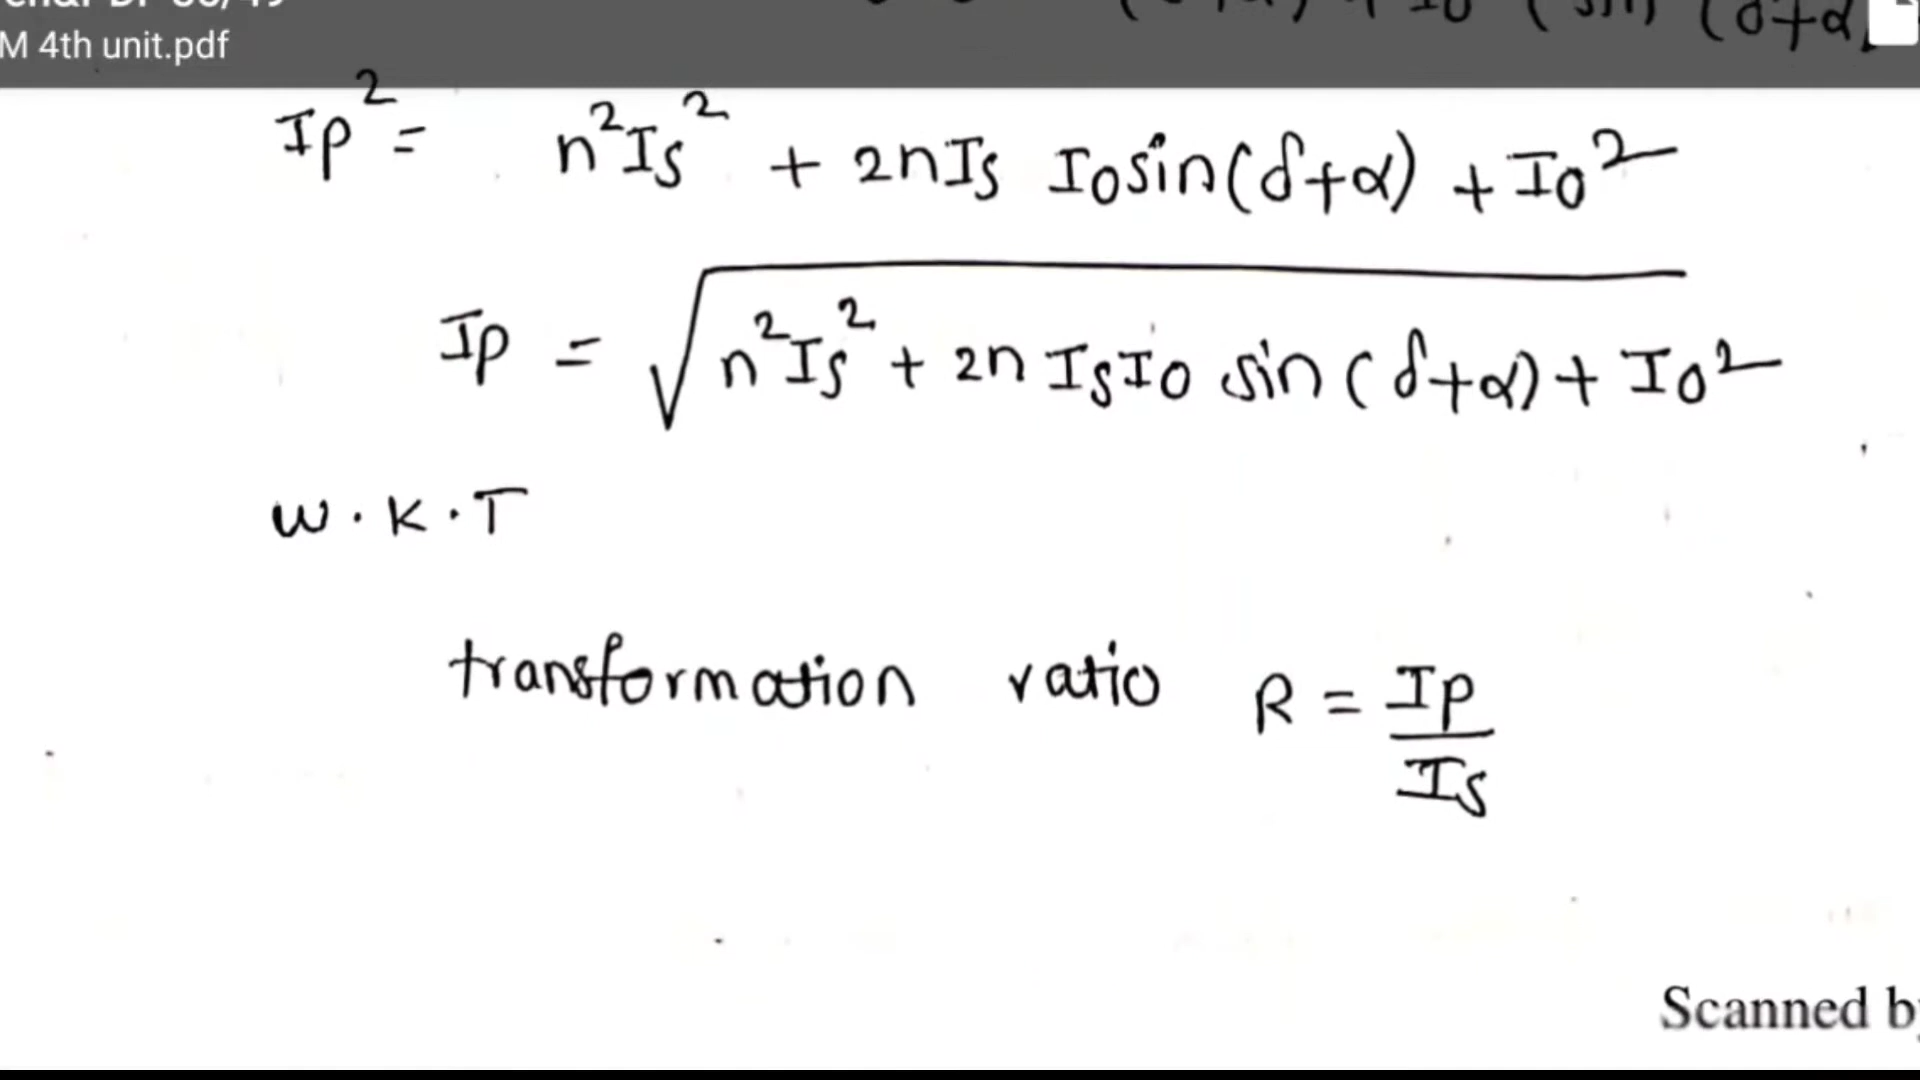 M 4th unit.pdf
Ip² = n²Is² + 2nIs Iosin(δ+α) + Io²
Ip = √n²Is² + 2n IsIo sin(δ+α) + Io²
W.K.T
transformation ratio R = Ip/Is
Scanned